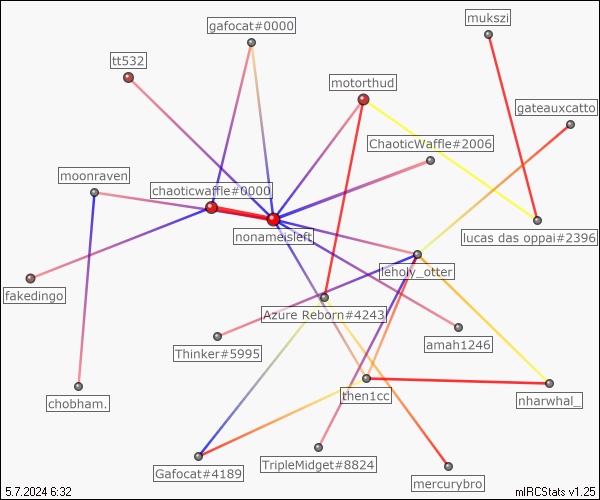 gafocat#0000
mukszi
tt532
motorthud
gateauxcatto
ChaoticWaffle#2006
moonraven
chaoticwaffle#0000
nonameisleft
lucas das oppai#2396
leholy_otter
fakedingo
Azure Reborn#4243
amah1246
Thinker#5995
then1cc
nharwhal_
chobham.
Gafocat#4189
TripleMidget#8824
mercurybro
5.7.2024 6:32
mIRCStats v1.25